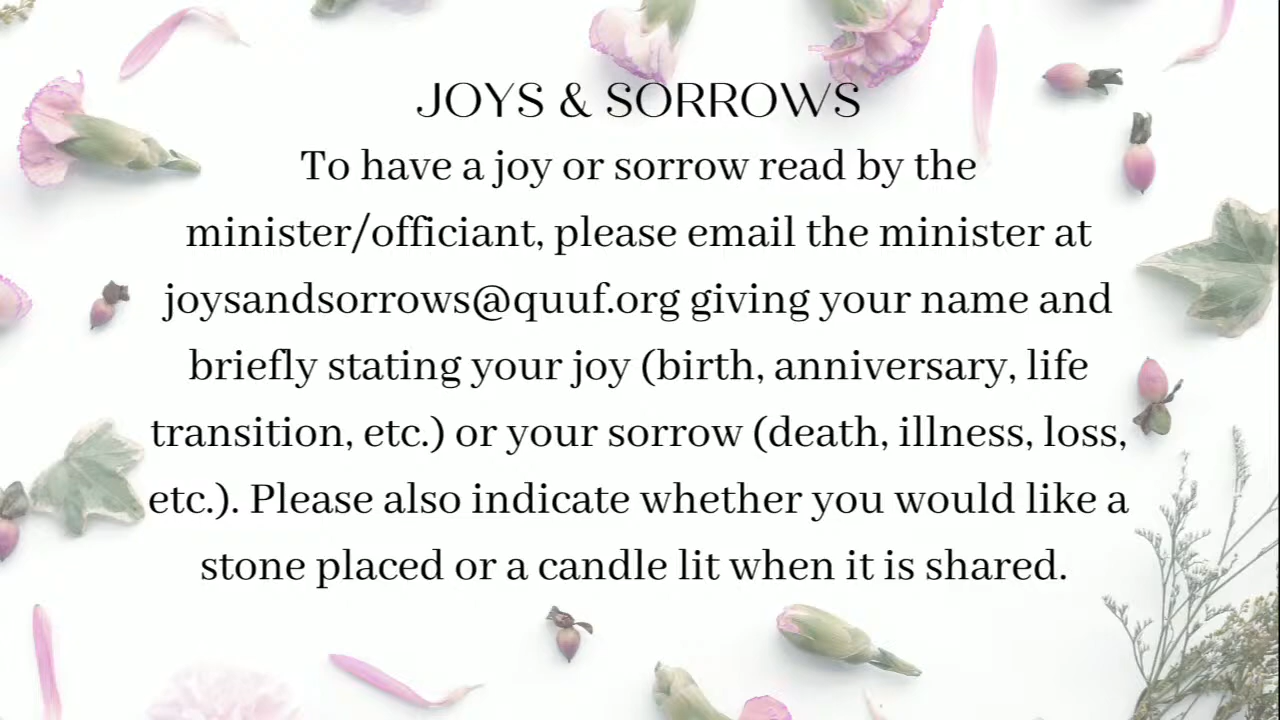 JOYS & SORROWS
To have a joy or sorrow read by the
minister/officiant, please email the minister at
joysandsorrows@quuf.org giving your name and
briefly stating your joy (birth, anniversary, life
transition, etc.) or your sorrow (death, illness, loss,
etc.). Please also indicate whether you would like a
stone placed or a candle lit when it is shared.